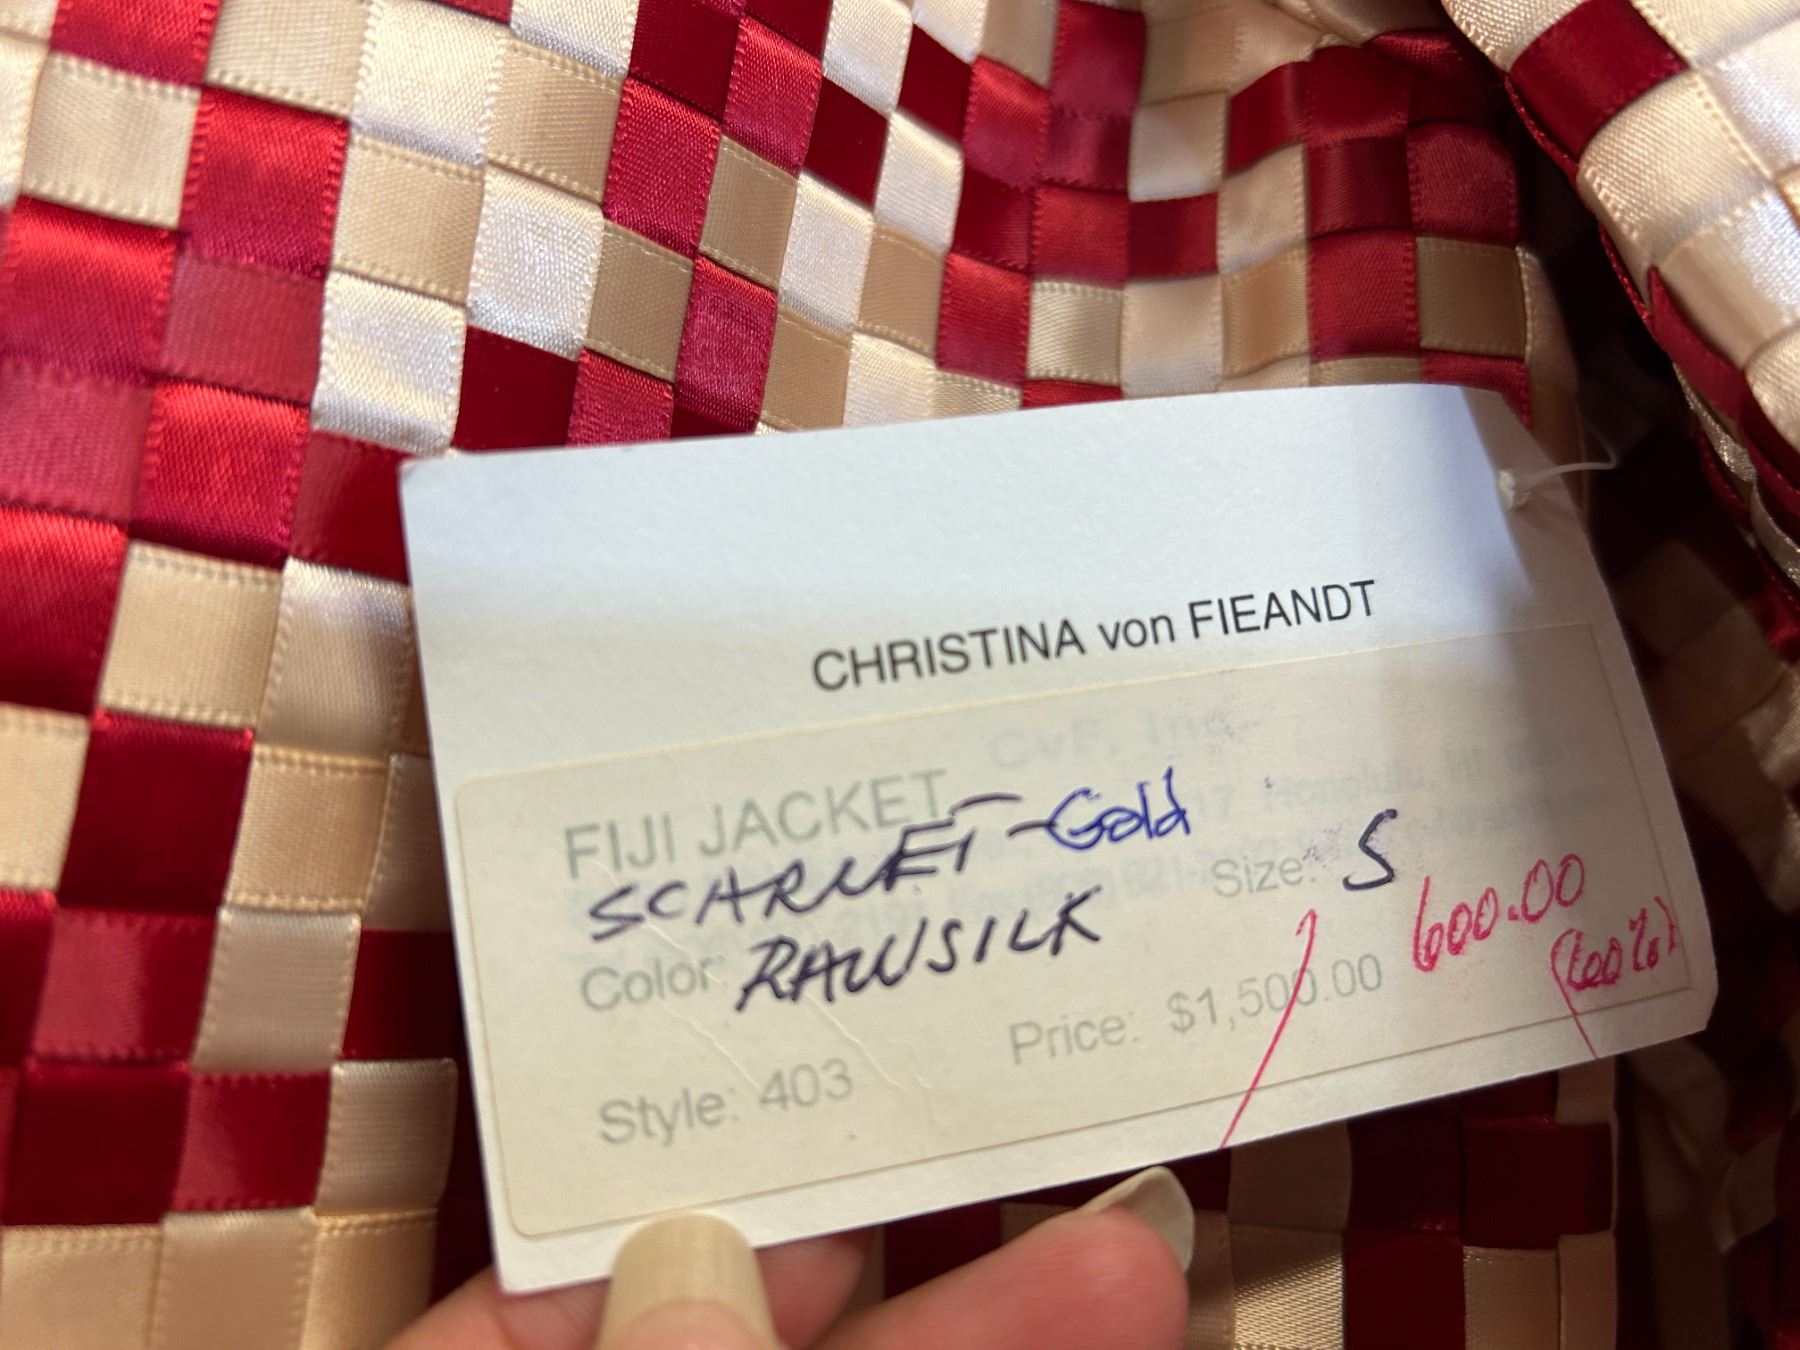 CHRISTINA von FIEANDT
FIJI JACKET
SCARLET - Gold
Size: S
Color: RAWSILK
600.00
(60%)
Style: 403
Price: $1,500.00